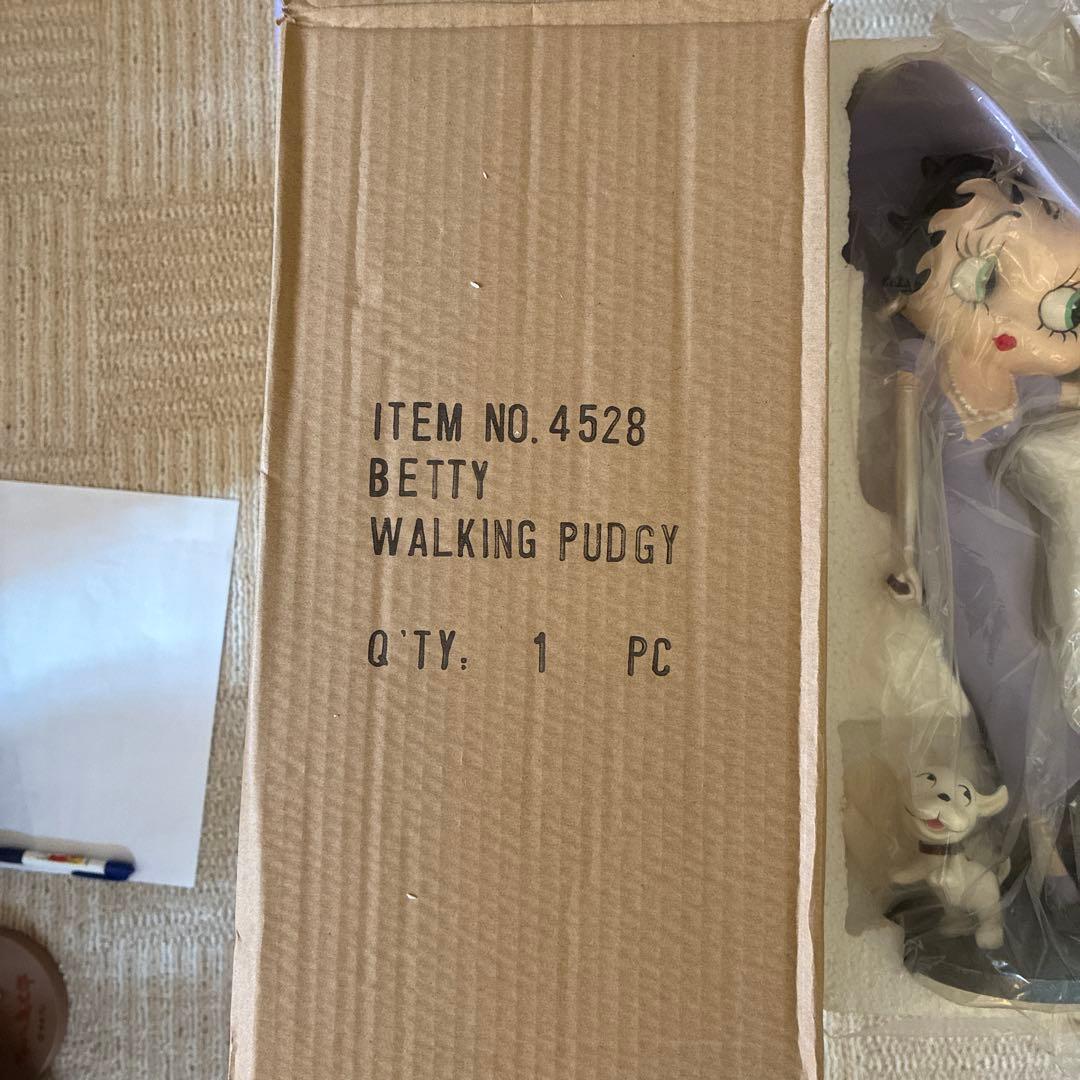 ITEM NO. 4528
BETTY
WALKING PUDGY
Q'TY: 1 PC